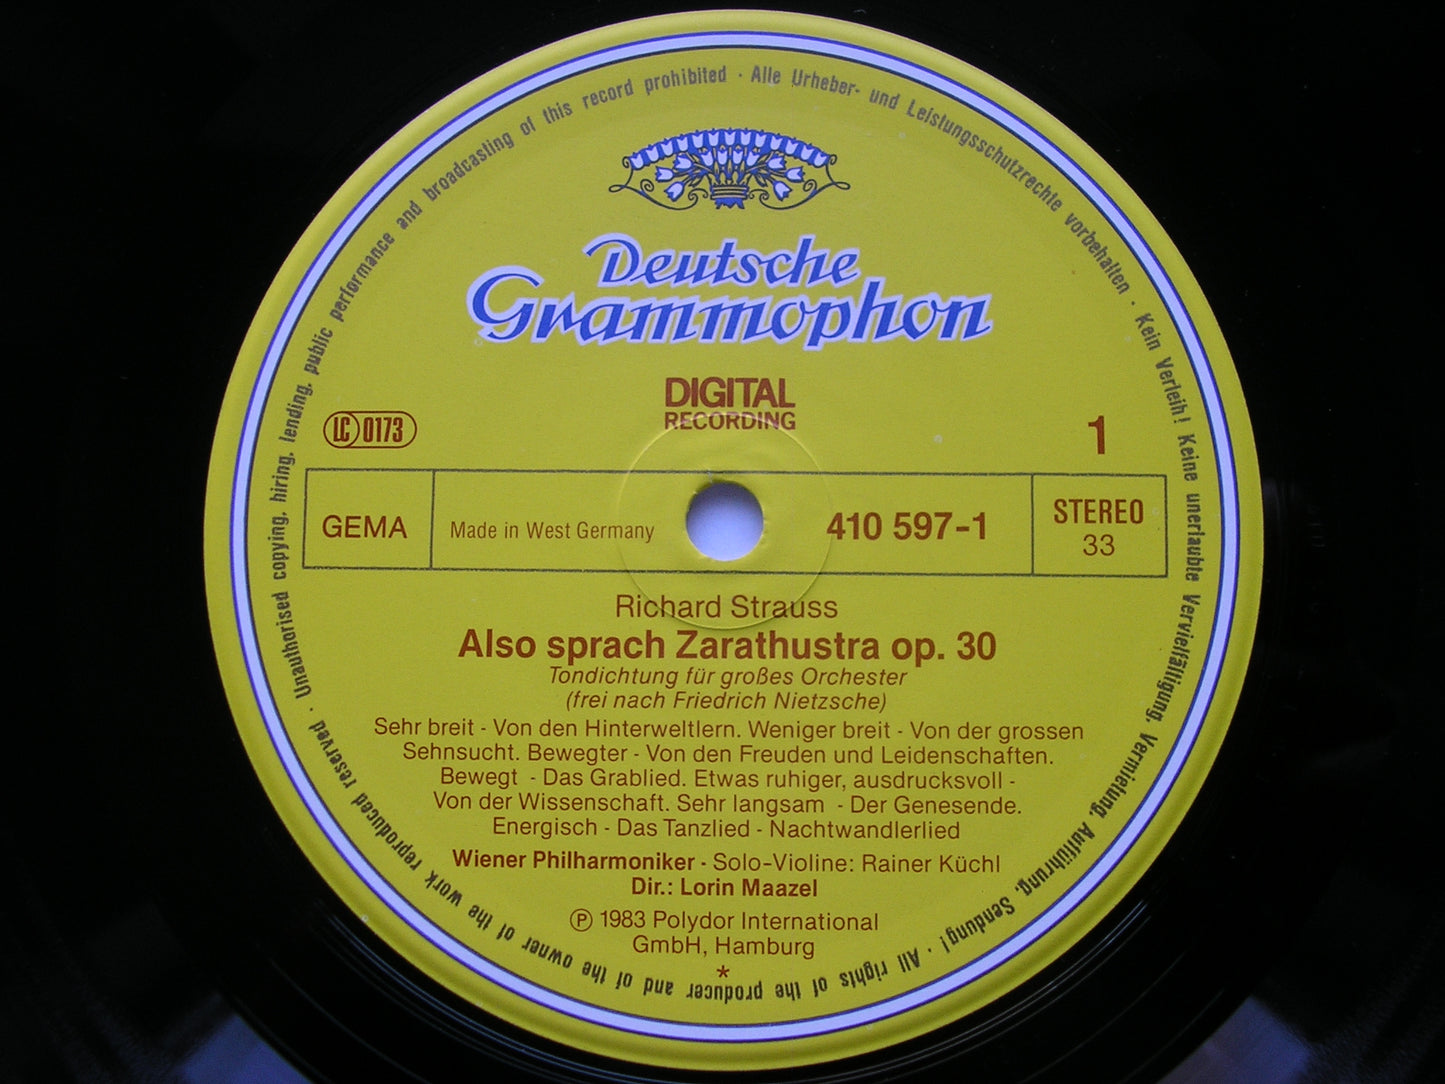 Deutsche
Grammophon
DIGITAL
RECORDING
LC 0173
1
GEMA
Made in West Germany
410 597-1
STEREO
33
Richard Strauss
Also sprach Zarathustra op. 30
Tondichtung für großes Orchester
(frei nach Friedrich Nietzsche)
Sehr breit - Von den Hinterweltlern. Weniger breit - Von der grossen
Sehnsucht. Bewegter - Von den Freuden und Leidenschaften.
Bewegt - Das Grablied. Etwas ruhiger, ausdrucksvoll -
Von der Wissenschaft. Sehr langsam - Der Genesende.
Energisch - Das Tanzlied - Nachtwandlerlied
Wiener Philharmoniker · Solo-Violine: Rainer Küchl
Dir.: Lorin Maazel
℗ 1983 Polydor International
GmbH, Hamburg
*
Alle Urheber- und Leistungsschutzrechte vorbehalten · Kein Verleih! Keine unerlaubte Vervielfältigung, Vermietung, Aufführung, Sendung! · All rights of the producer and of the owner of the work reproduced reserved · Unauthorised copying, hiring, lending, public performance and broadcasting of this record prohibited ·